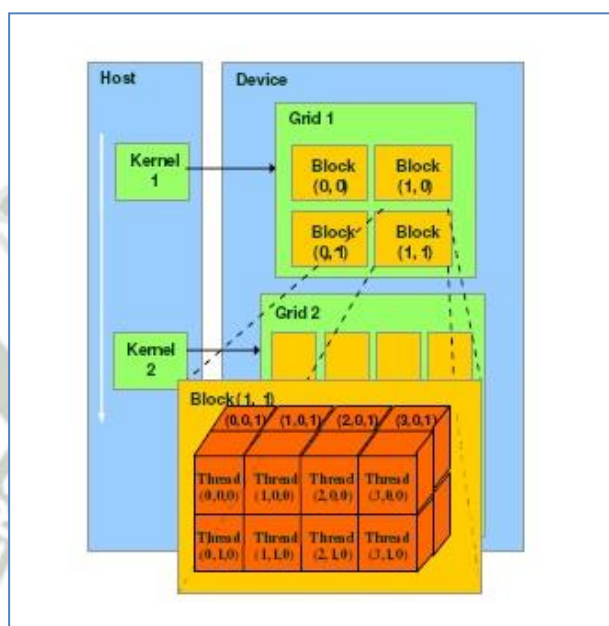 Host
Device
Grid 1
Kernel
1
Block
(0, 0)
Block
(1, 0)
Block
(0, 1)
Block
(1, 1)
Grid 2
Kernel
2
Block(1, 1)
(0,0,1)
(1,0,1)
(2,0,1)
(3,0,1)
Thread
(0,0,0)
Thread
(1,0,0)
Thread
(2,0,0)
Thread
(3,0,0)
Thread
(0,1,0)
Thread
(1,1,0)
Thread
(2,1,0)
Thread
(3,1,0)